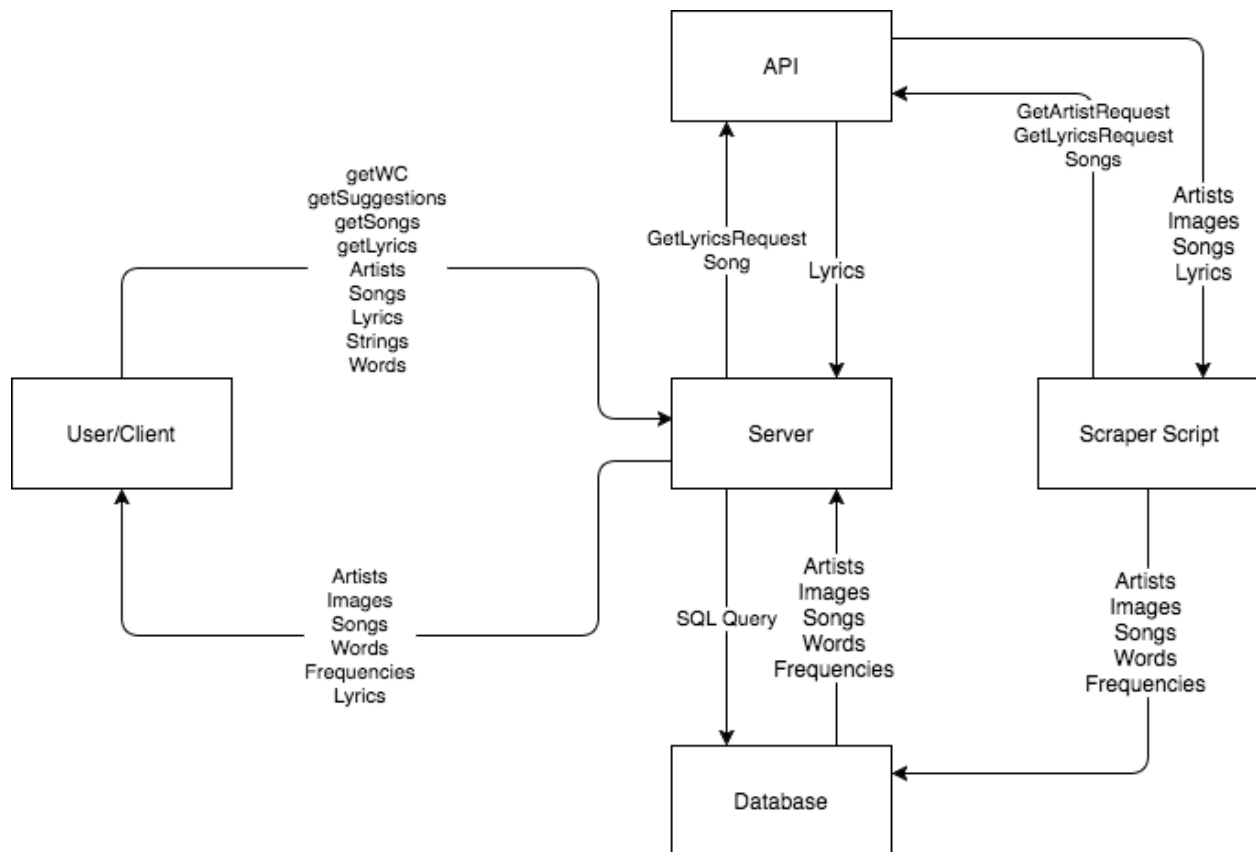 API
GetArtistRequest
GetLyricsRequest
Songs
Artists
Images
Songs
Lyrics
getWC
getSuggestions
getSongs
getLyrics
Artists
Songs
Lyrics
Strings
Words
GetLyricsRequest
Song
Lyrics
User/Client
Server
Scraper Script
Artists
Images
Songs
Words
Frequencies
Lyrics
SQL Query
Artists
Images
Songs
Words
Frequencies
Artists
Images
Songs
Words
Frequencies
Database